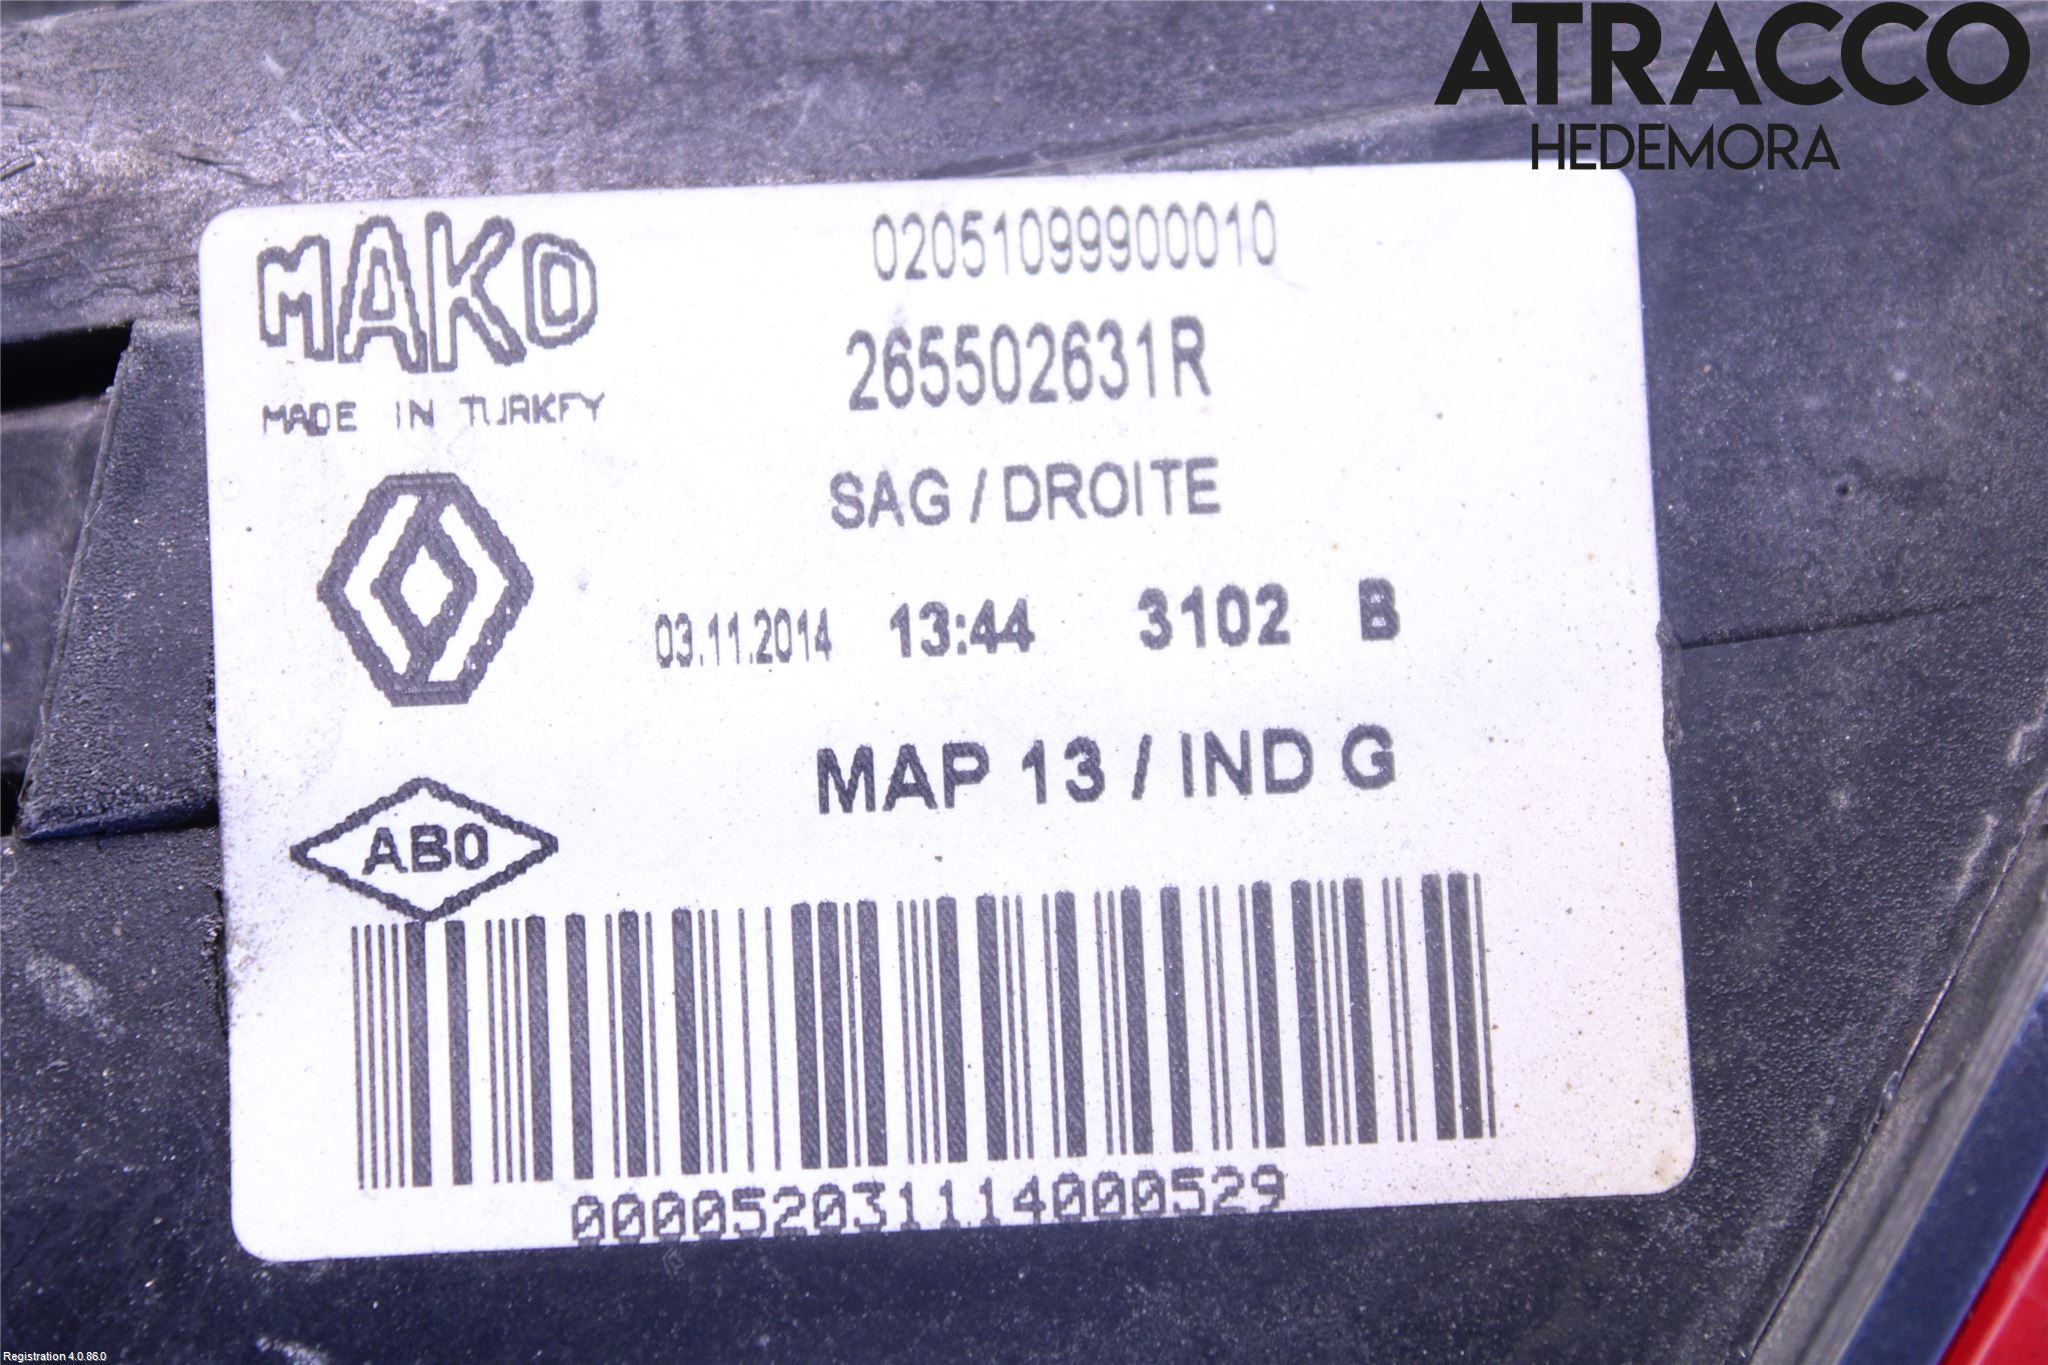 ATRACCO
HEDEMORA
MAKO
02051099900010
265502631R
MADE IN TURKEY
SAG / DROITE
03.11.2014 13:44 3102 B
MAP 13 / IND G
AB0
0000520311114000529
Registration 4.0.86.0